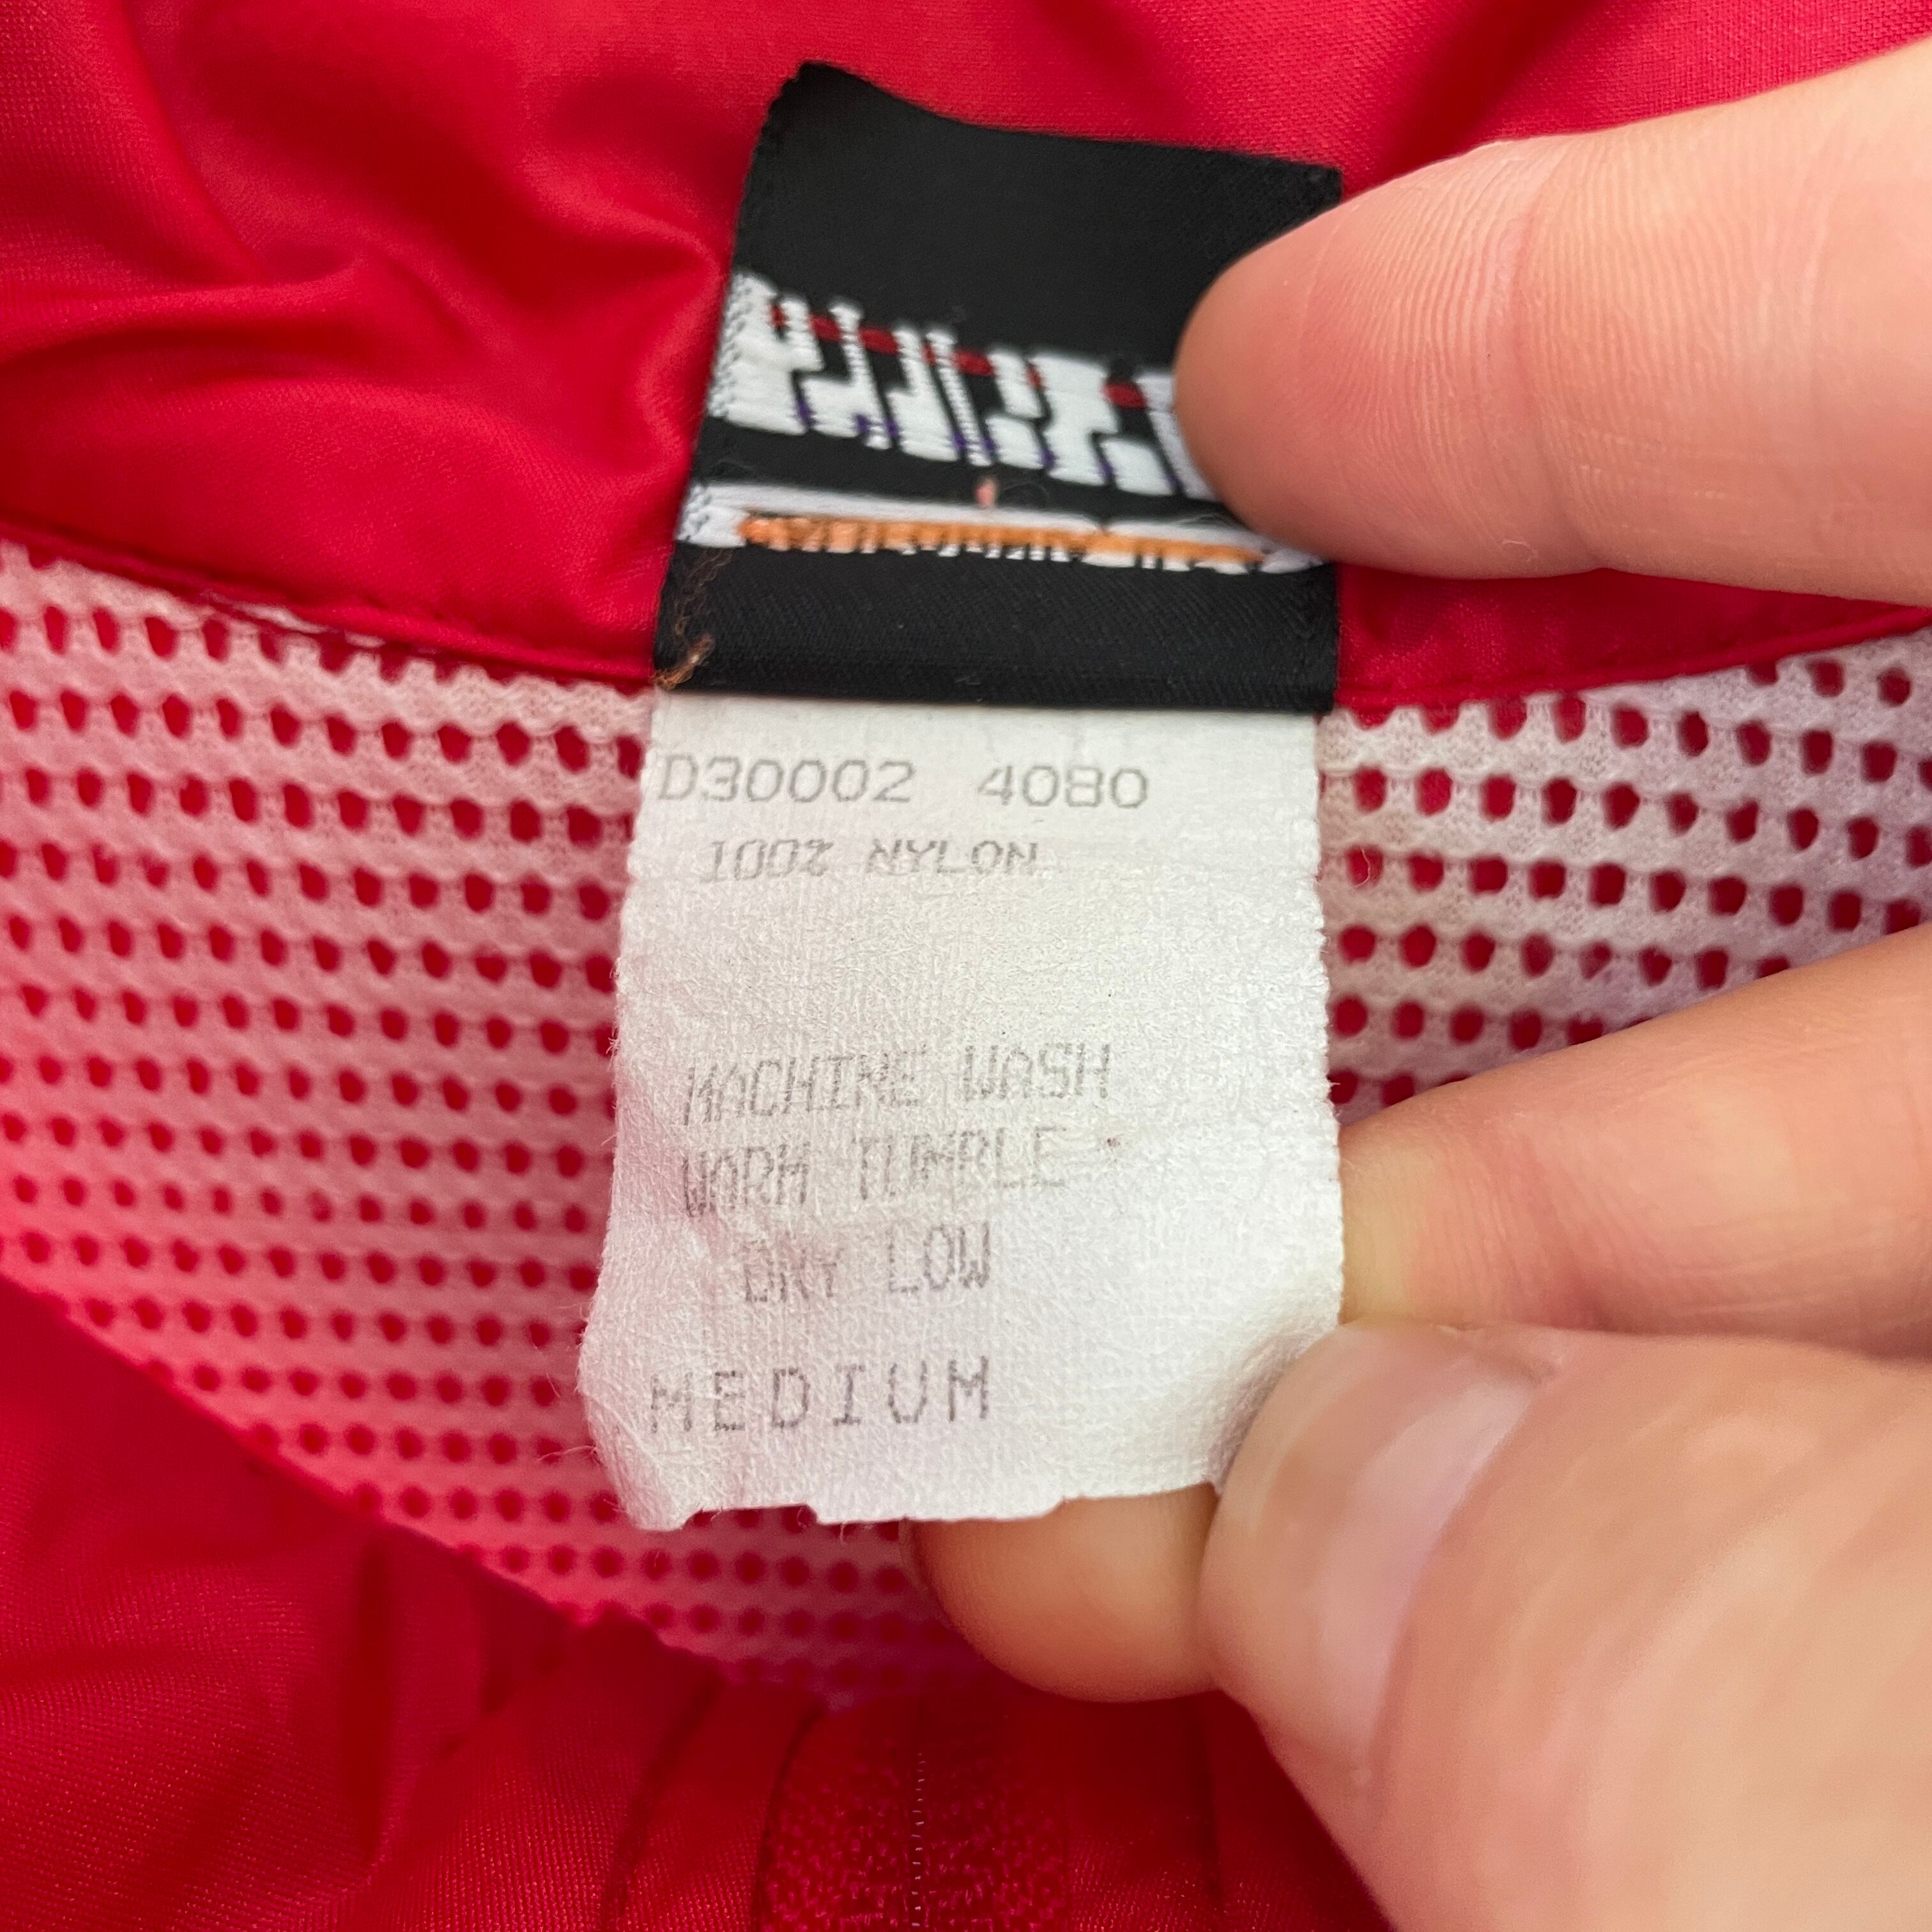 D30002 4080
100% NYLON
MACHINE WASH
WARM TUMBLE
DRY LOW
MEDIUM